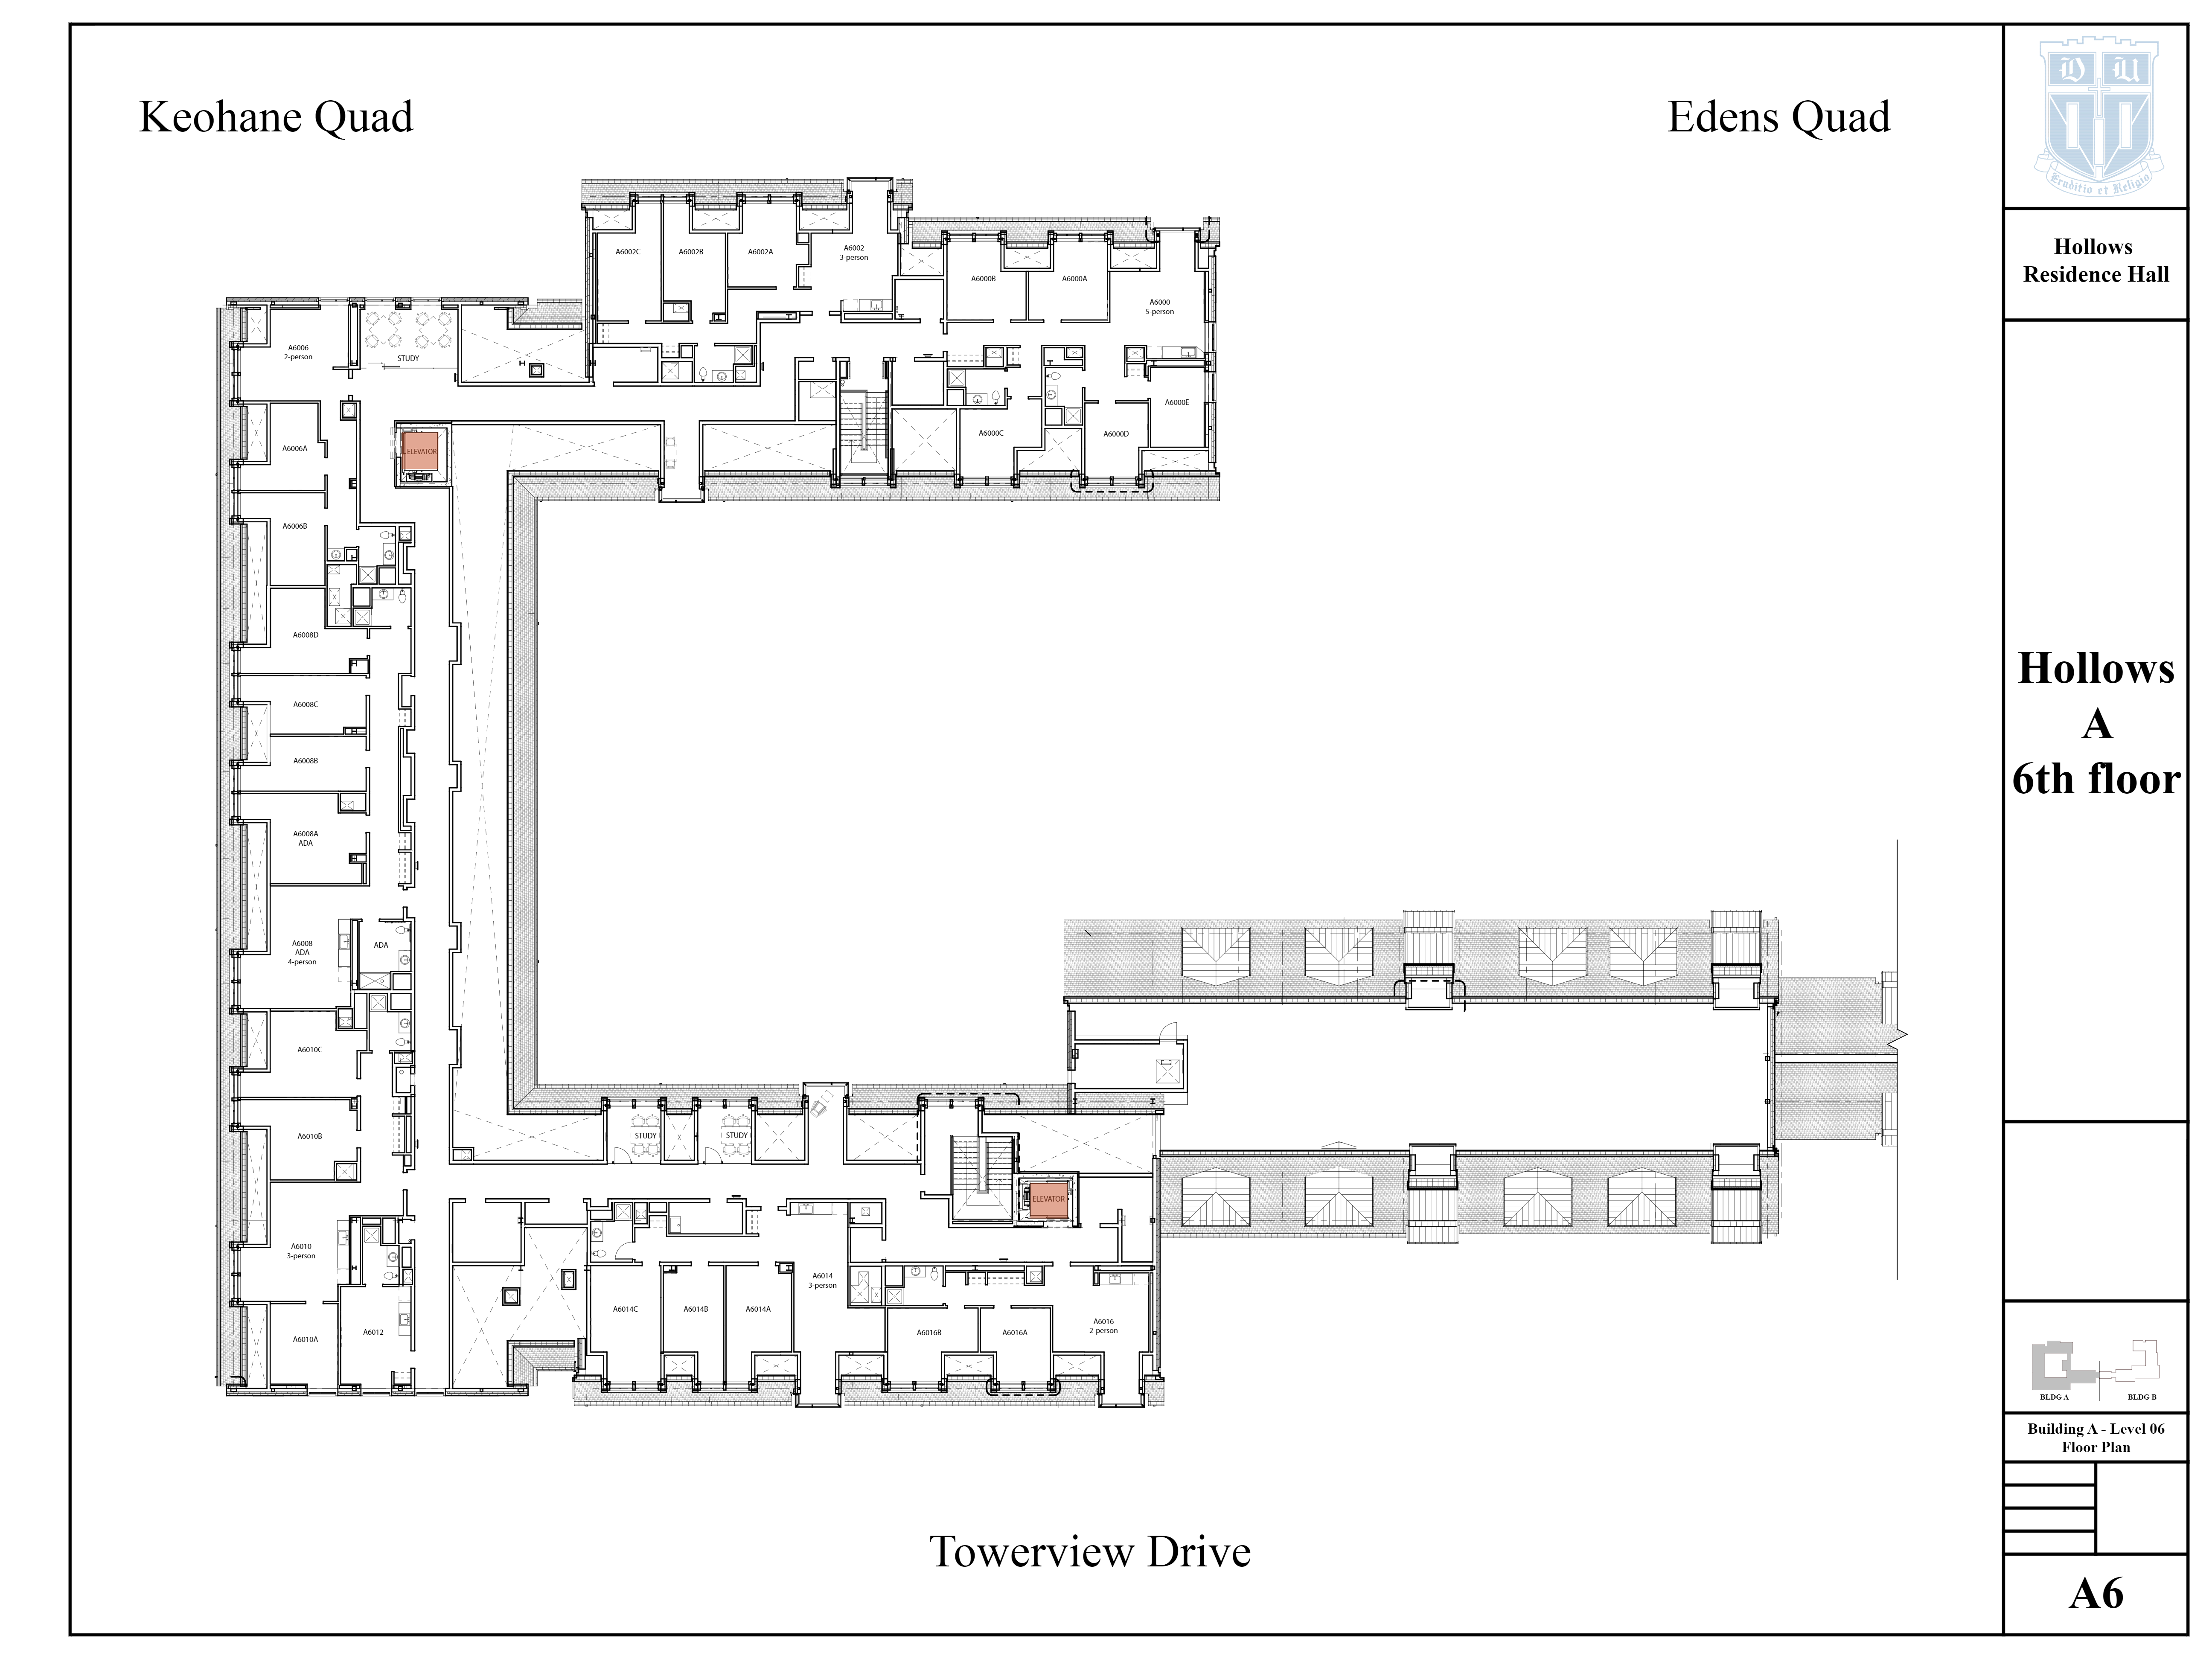 Keohane Quad
Edens Quad
A6002C
A6002B
A6002A
A6002
3-person
A6000B
A6000A
A6000
5-person
A6006
2-person
STUDY
A6000E
A6000C
A6000D
A6006A
ELEVATOR
A6006B
A6008D
A6008C
A6008B
A6008A
ADA
A6008
ADA
4-person
ADA
A6010C
A6010B
STUDY
STUDY
ELEVATOR
A6010
3-person
A6014
3-person
A6010A
A6012
A6014C
A6014B
A6014A
A6016B
A6016A
A6016
2-person
Towerview Drive
D U
Eruditio et Religio
Hollows
Residence Hall
Hollows
A
6th floor
BLDG A
BLDG B
Building A - Level 06
Floor Plan
A6